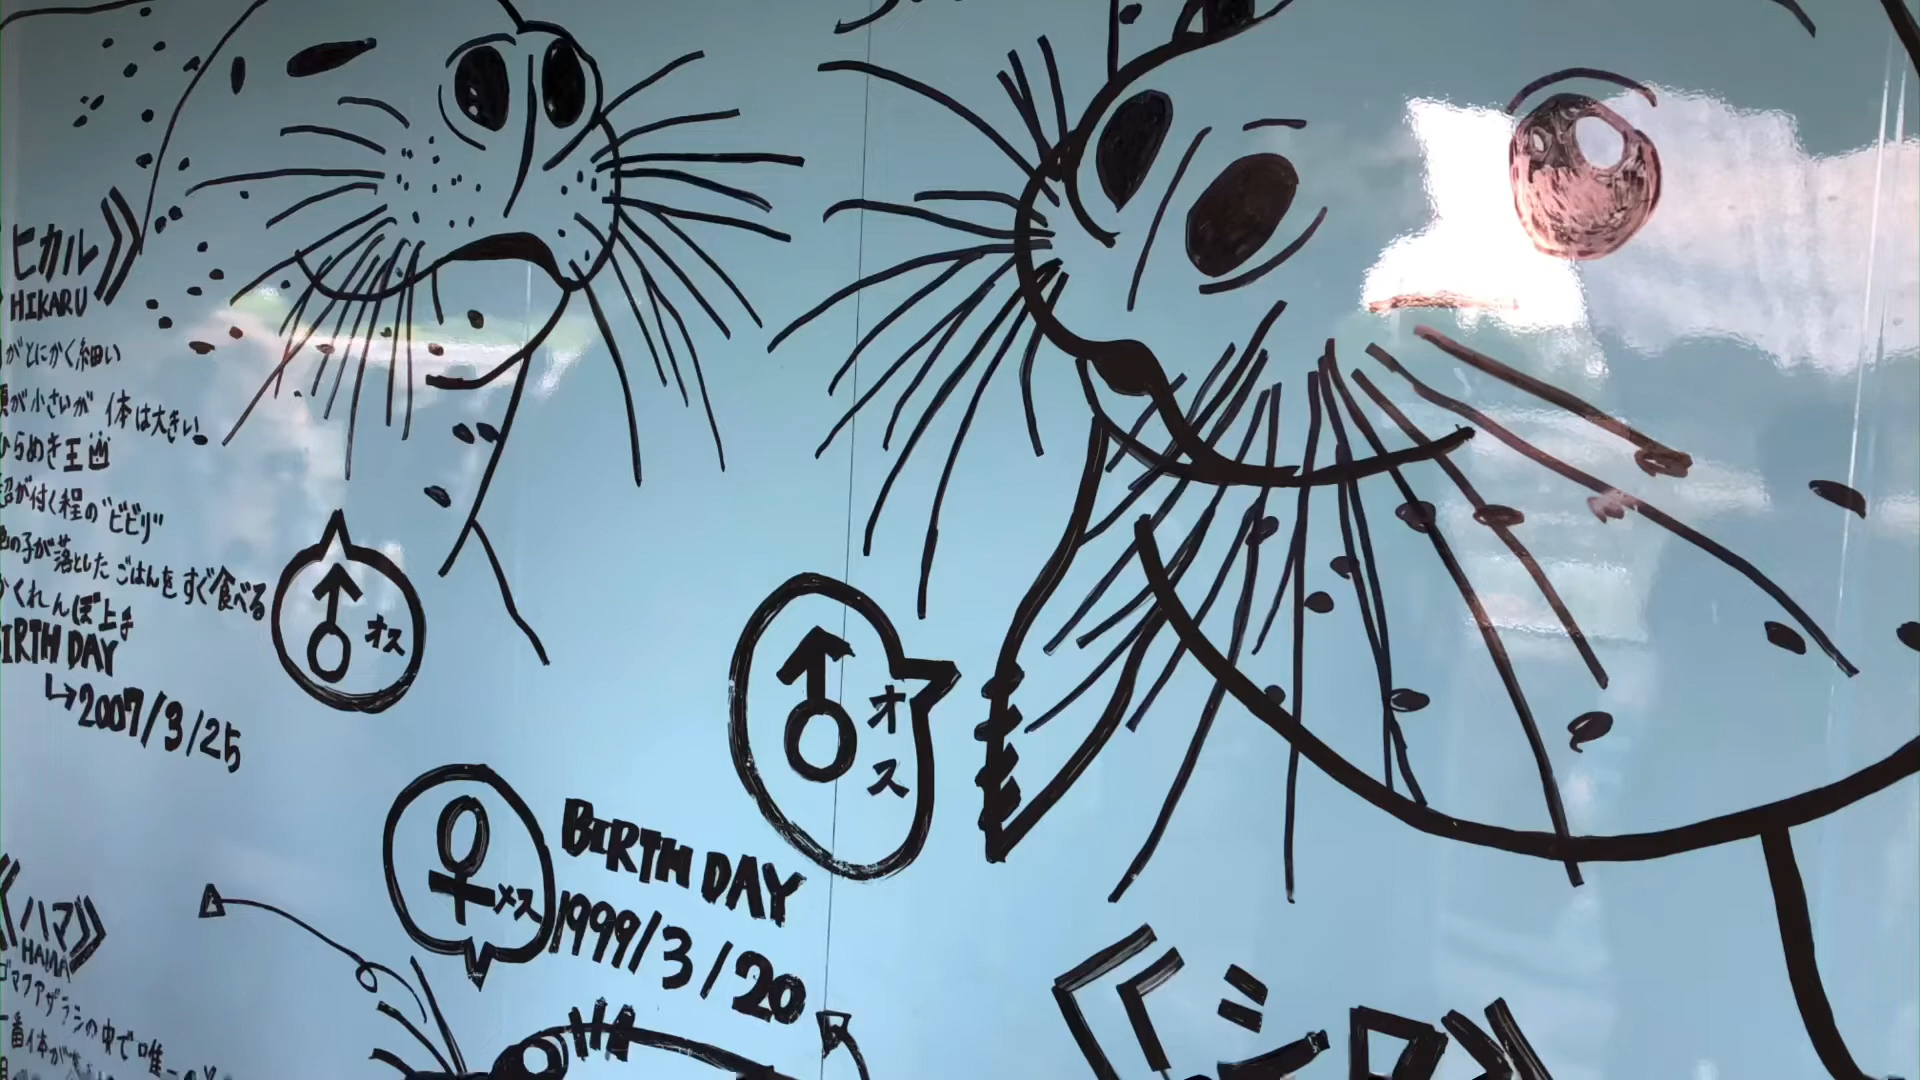 ヒカル》
HIKARU
がとにかく細い
頭が小さいが 体は大きい。
ひらめき王
超が付く程の"ビビリ"
他の子が落とした ごはんを すぐ食べる
かくれんぼ上手
BIRTH DAY
↳2007/3/25
オス
オス
メス
BIRTH DAY
1999/3/20
《ハマ》
HAMA
ゴマフアザラシの中で唯一の
一番体が